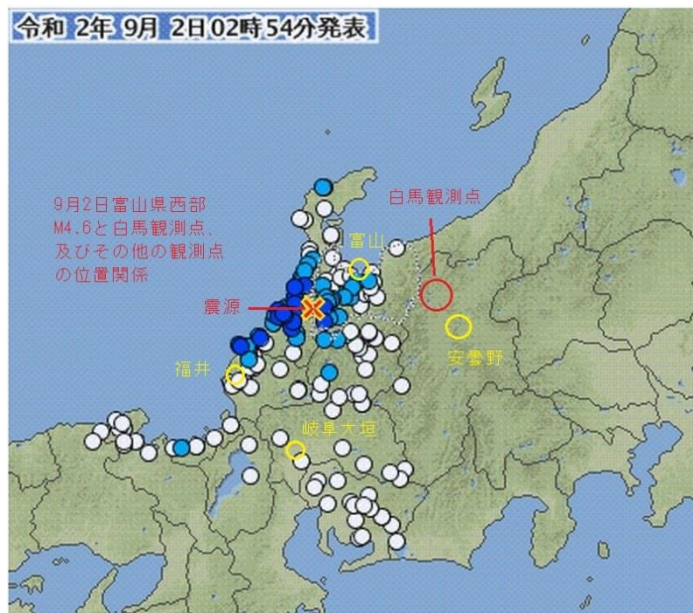 令和 2年 9月 2日02時54分発表
9月2日富山県西部
M4.6と白馬観測点、
及びその他の観測点
の位置関係
白馬観測点
富山
震源
安曇野
福井
岐阜大垣